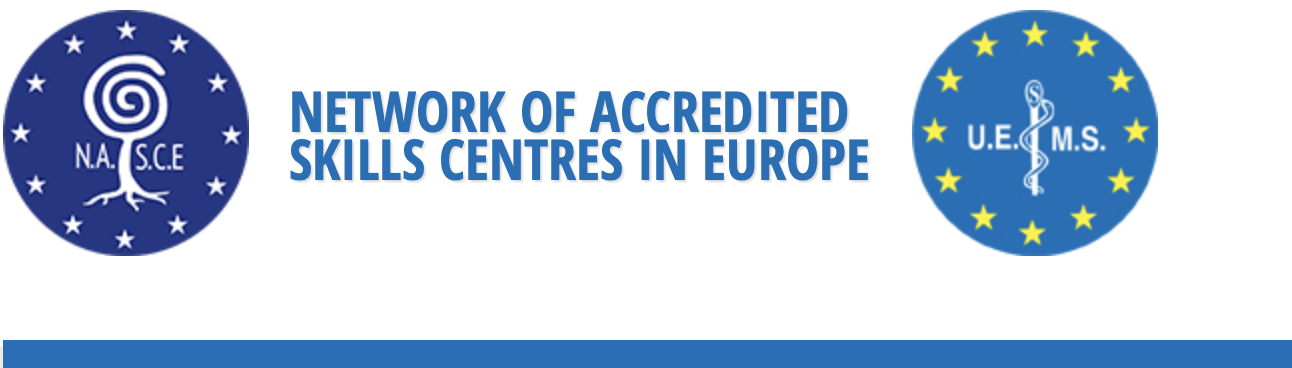 N.A. S.C.E
NETWORK OF ACCREDITED
SKILLS CENTRES IN EUROPE
U.E. S M.S.